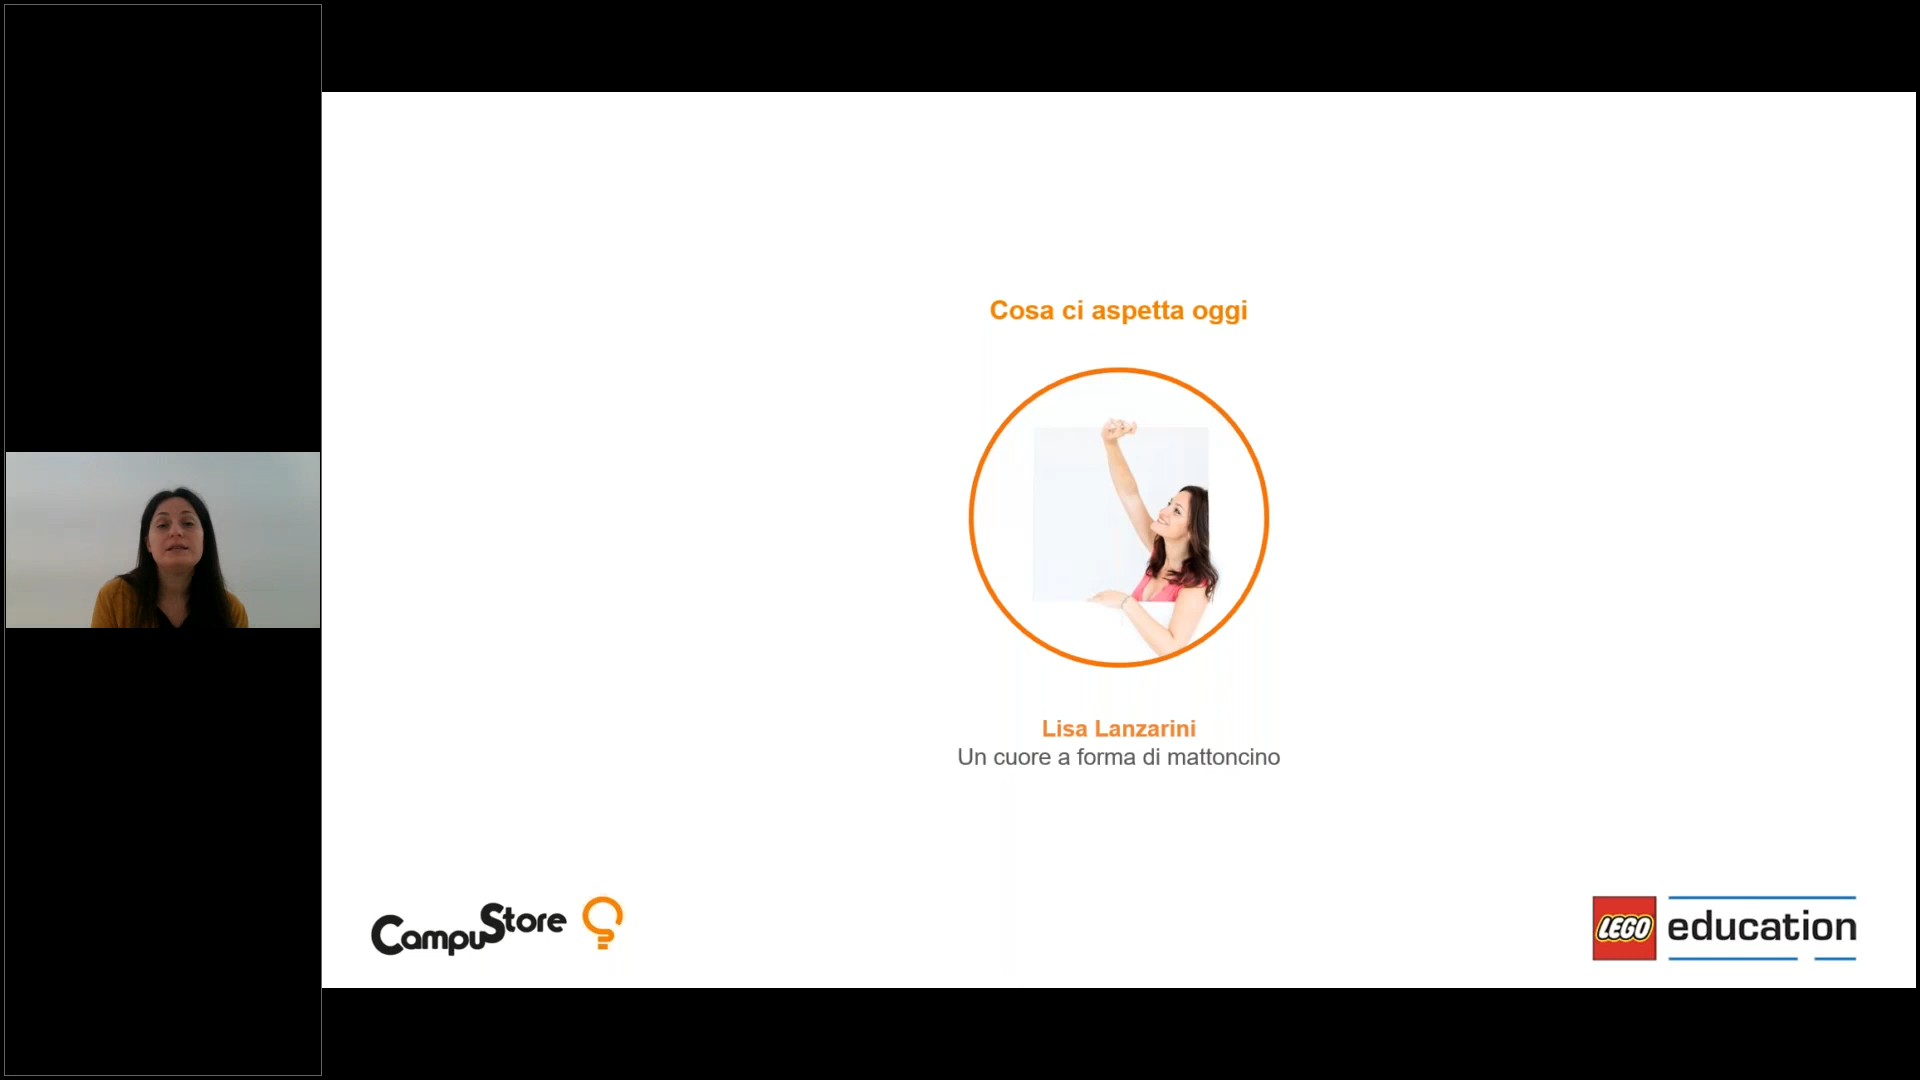 Cosa ci aspetta oggi
Lisa Lanzarini
Un cuore a forma di mattoncino
CampuStore
LEGO education